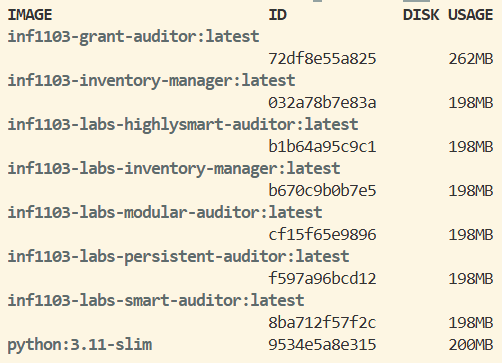 IMAGE ID DISK USAGE
inf1103-grant-auditor:latest
72df8e55a825 262MB
inf1103-inventory-manager:latest
032a78b7e83a 198MB
inf1103-labs-highlysmart-auditor:latest
b1b64a95c9c1 198MB
inf1103-labs-inventory-manager:latest
b670c9b0b7e5 198MB
inf1103-labs-modular-auditor:latest
cf15f65e9896 198MB
inf1103-labs-persistent-auditor:latest
f597a96bcd12 198MB
inf1103-labs-smart-auditor:latest
8ba712f57f2c 198MB
python:3.11-slim 9534e5a8e315 200MB